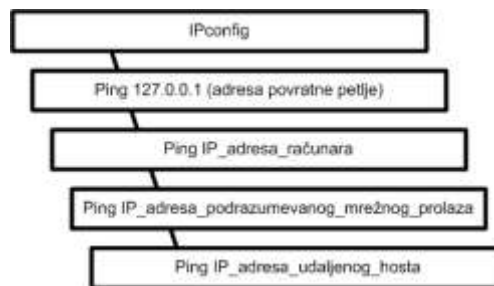 IPconfig
Ping 127.0.0.1 (adresa povratne petlje)
Ping IP_adresa_računara
Ping IP_adresa_podrazumevanog_mrežnog_prolaza
Ping IP_adresa_udaljenog_hosta